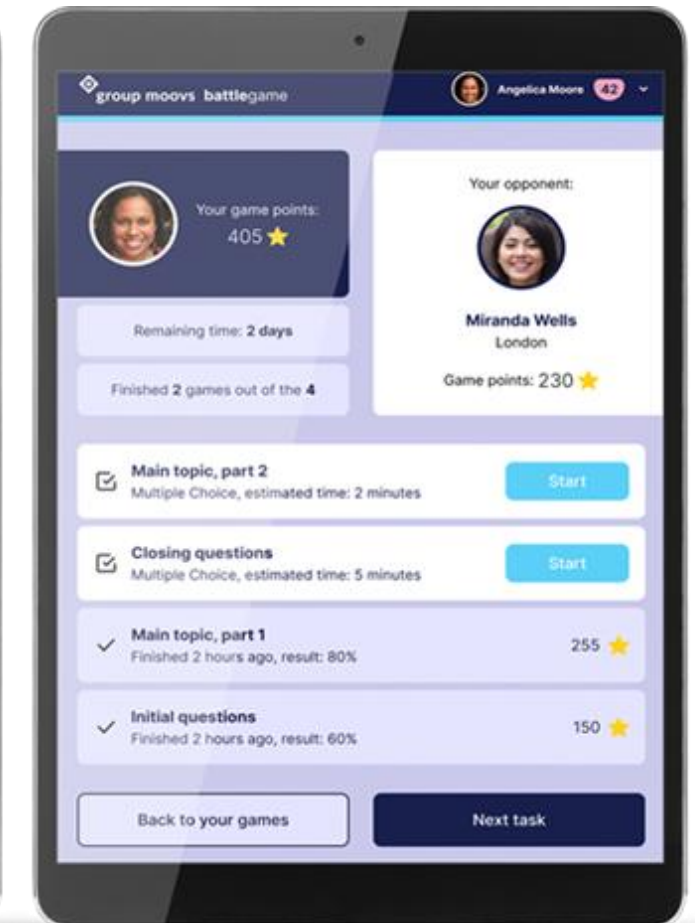 group moovs battlegame
Angelica Moore 42
Your game points:
405
Remaining time: 2 days
Finished 2 games out of the 4
Your opponent:
Miranda Wells
London
Game points: 230
Main topic, part 2
Multiple Choice, estimated time: 2 minutes
Start
Closing questions
Multiple Choice, estimated time: 5 minutes
Start
Main topic, part 1
Finished 2 hours ago, result: 80%
255
Initial questions
Finished 2 hours ago, result: 60%
150
Back to your games
Next task